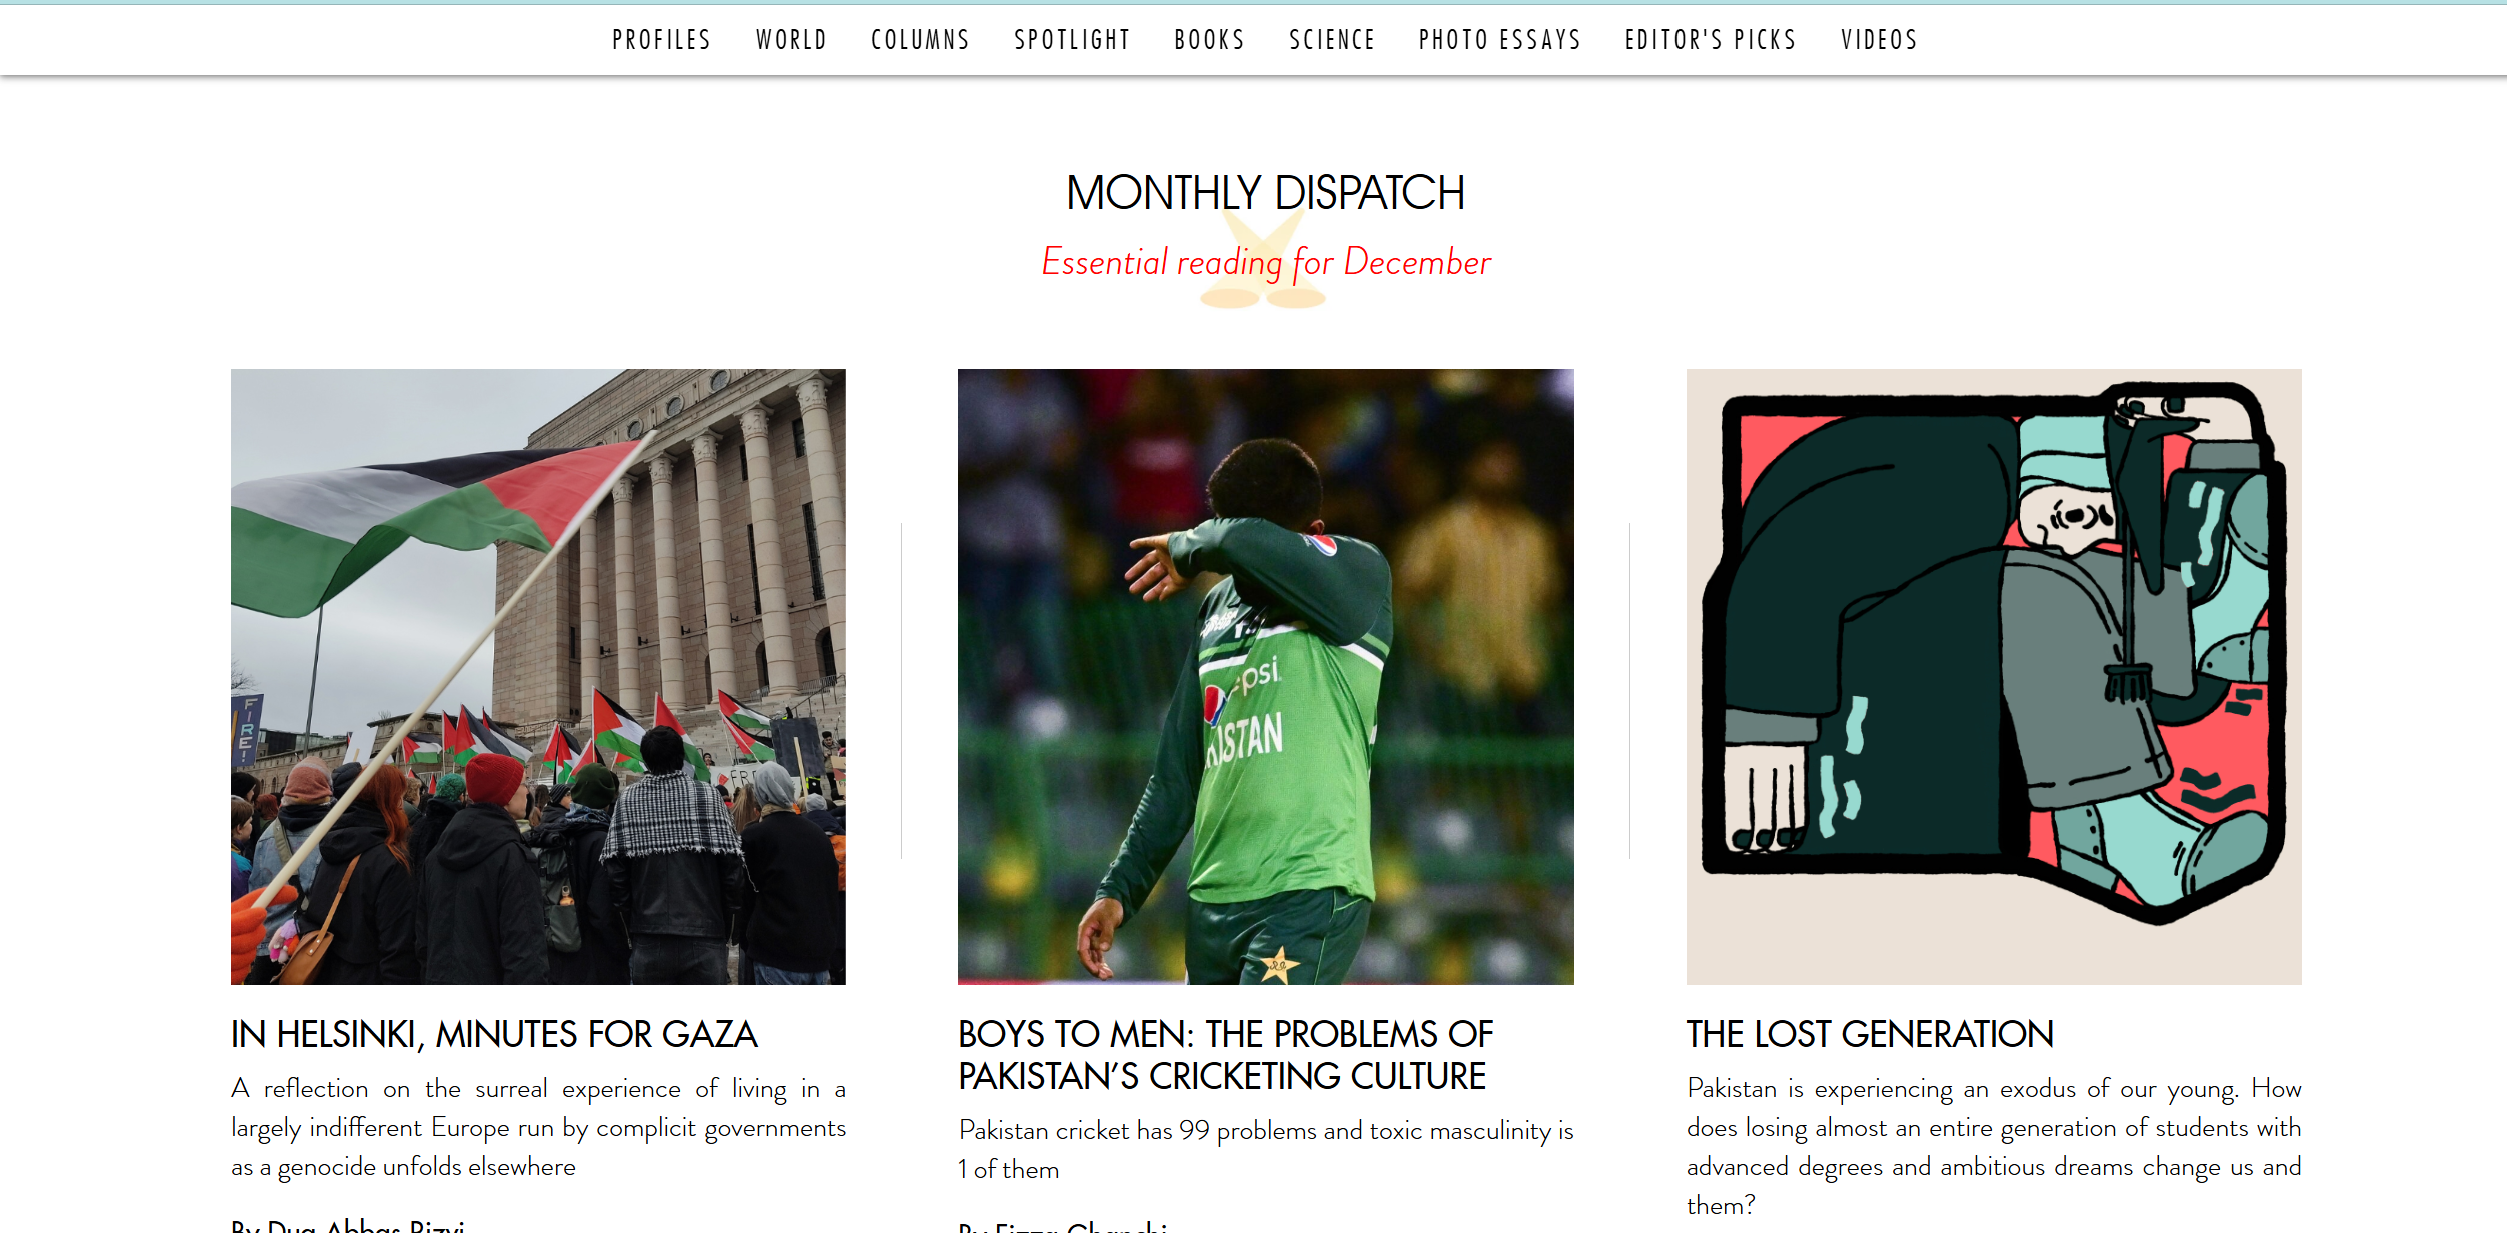 PROFILES WORLD COLUMNS SPOTLIGHT BOOKS SCIENCE PHOTO ESSAYS EDITOR'S PICKS VIDEOS
MONTHLY DISPATCH
Essential reading for December
FIRE!
FRE
psi
STAN
IN HELSINKI, MINUTES FOR GAZA
A reflection on the surreal experience of living in a
largely indifferent Europe run by complicit governments
as a genocide unfolds elsewhere
By Dua Abbas Rizvi
BOYS TO MEN: THE PROBLEMS OF
PAKISTAN’S CRICKETING CULTURE
Pakistan cricket has 99 problems and toxic masculinity is
1 of them
THE LOST GENERATION
Pakistan is experiencing an exodus of our young. How
does losing almost an entire generation of students with
advanced degrees and ambitious dreams change us and
them?